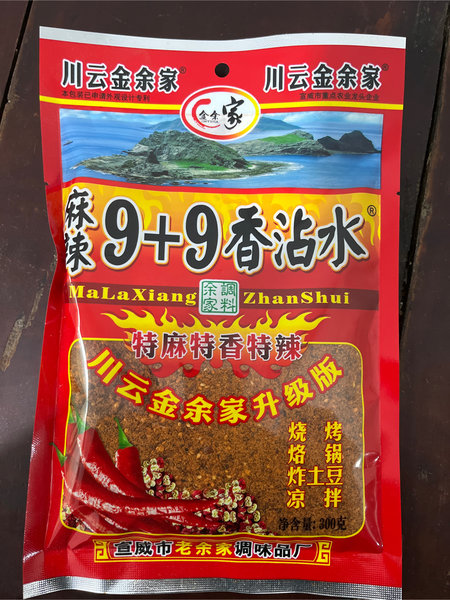 川云金余家®
川云金余家®
本包装已申请外观设计专利
宣威市重点农业龙头企业
金余
家
麻辣
9+9香沾水®
MaLaXiang
ZhanShui
调料
余家
特麻特香特辣
川云金余家升级版
烧 烤
烙 锅
炸土豆
凉 拌
净含量:300克
宣威市老余家调味品厂